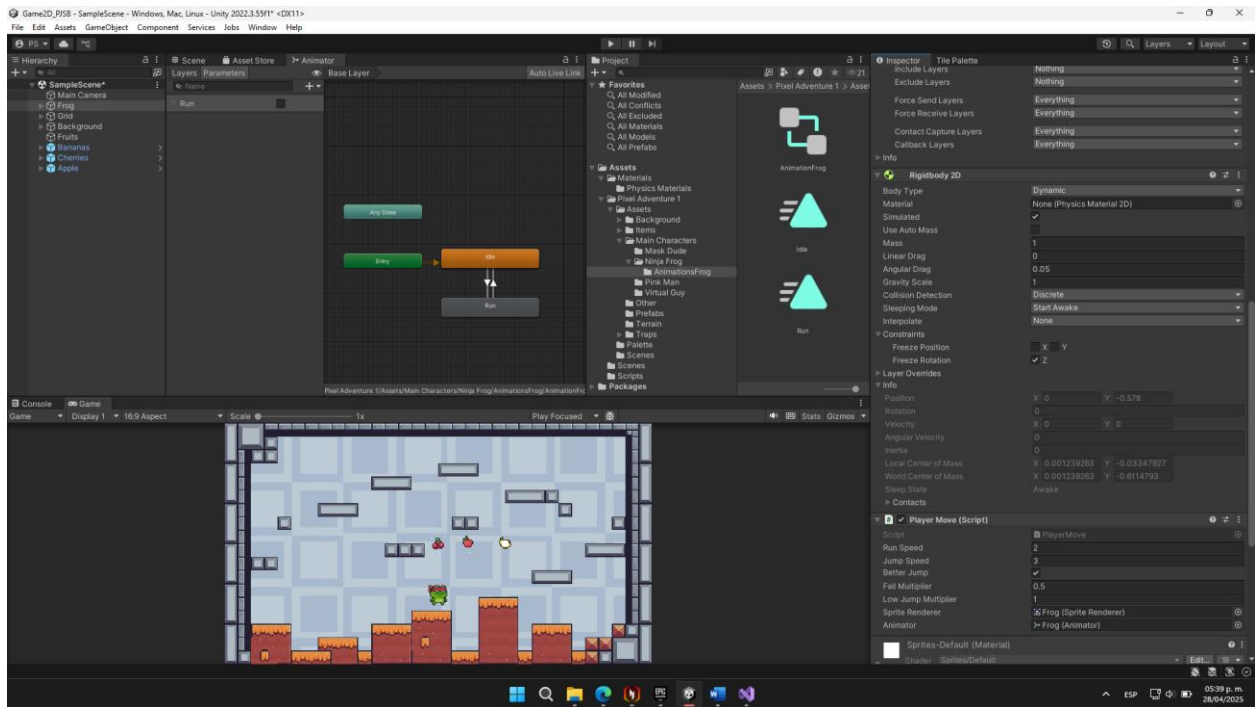 Game2D_PJSB - SampleScene - Windows, Mac, Linux - Unity 2022.3.55f1* <DX11>
File Edit Assets GameObject Component Services Jobs Window Help
PS
Layers
Layout
Hierarchy
All
SampleScene*
Main Camera
Frog
Grid
Background
Fruits
Bananas
Cherries
Apple
Scene Asset Store Animator
Layers Parameters Base Layer Auto Live Link
Name
Run
Any State
Entry
Idle
Run
Pixel Adventure 1/Assets/Main Characters/Ninja Frog/AnimationsFrog/AnimationFro
Project
21
Favorites
All Modified
All Conflicts
All Excluded
All Materials
All Models
All Prefabs
Assets
Materials
Physics Materials
Pixel Adventure 1
Assets
Background
Items
Main Characters
Mask Dude
Ninja Frog
AnimationsFrog
Pink Man
Virtual Guy
Other
Prefabs
Terrain
Traps
Palette
Scenes
Scenes
Scripts
Packages
Assets > Pixel Adventure 1 > Asse
AnimationFrog
Idle
Run
Inspector Tile Palette
Include Layers Nothing
Exclude Layers Nothing
Force Send Layers Everything
Force Receive Layers Everything
Contact Capture Layers Everything
Callback Layers Everything
Info
Rigidbody 2D
Body Type Dynamic
Material None (Physics Material 2D)
Simulated
Use Auto Mass
Mass 1
Linear Drag 0
Angular Drag 0.05
Gravity Scale 1
Collision Detection Discrete
Sleeping Mode Start Awake
Interpolate None
Constraints
Freeze Position X Y
Freeze Rotation Z
Layer Overrides
Info
Position X 0 Y -0.578
Rotation 0
Velocity X 0 Y 0
Angular Velocity 0
Inertia 0
Local Center of Mass X 0.001239263 Y -0.03347927
World Center of Mass X 0.001239263 Y -0.6114793
Sleep State Awake
Contacts
Player Move (Script)
Script PlayerMove
Run Speed 2
Jump Speed 3
Better Jump
Fall Multiplier 0.5
Low Jump Multiplier 1
Sprite Renderer Frog (Sprite Renderer)
Animator Frog (Animator)
Sprites-Default (Material)
Shader Sprites/Default Edit...
Console Game
Game Display 1 16:9 Aspect Scale 1x Play Focused Stats Gizmos
EPIC
ESP
05:39 p. m.
28/04/2025